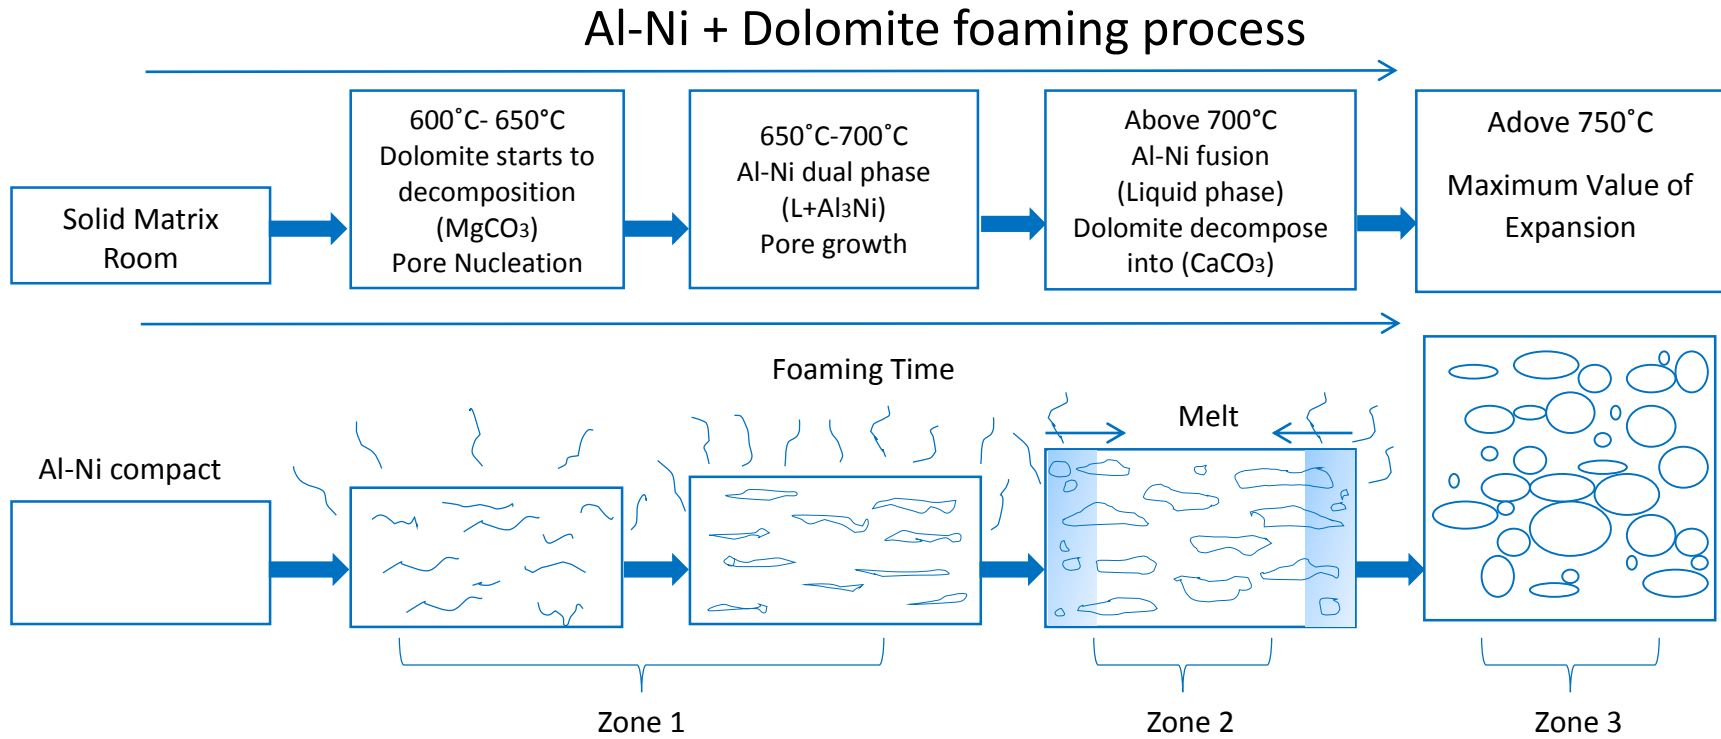 Al-Ni + Dolomite foaming process
Solid Matrix
Room
600˚C- 650°C
Dolomite starts to
decomposition
(MgCO₃)
Pore Nucleation
650°C-700˚C
Al-Ni dual phase
(L+Al₃Ni)
Pore growth
Above 700°C
Al-Ni fusion
(Liquid phase)
Dolomite decompose
into (CaCO₃)
Adove 750˚C
Maximum Value of
Expansion
Foaming Time
Al-Ni compact
Melt
Zone 1
Zone 2
Zone 3